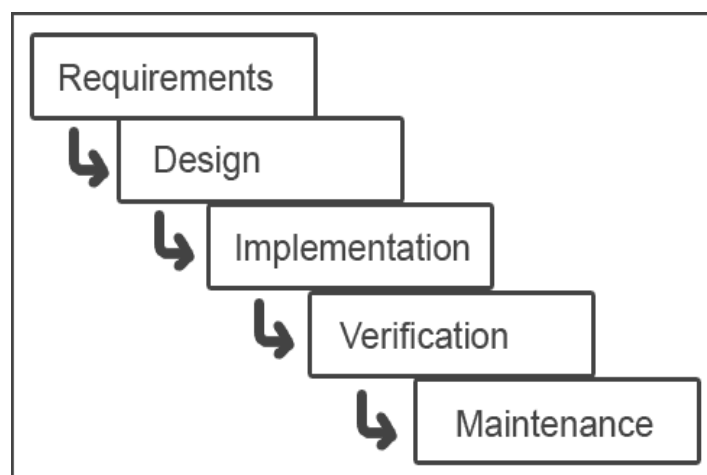 Requirements
Design
Implementation
Verification
Maintenance